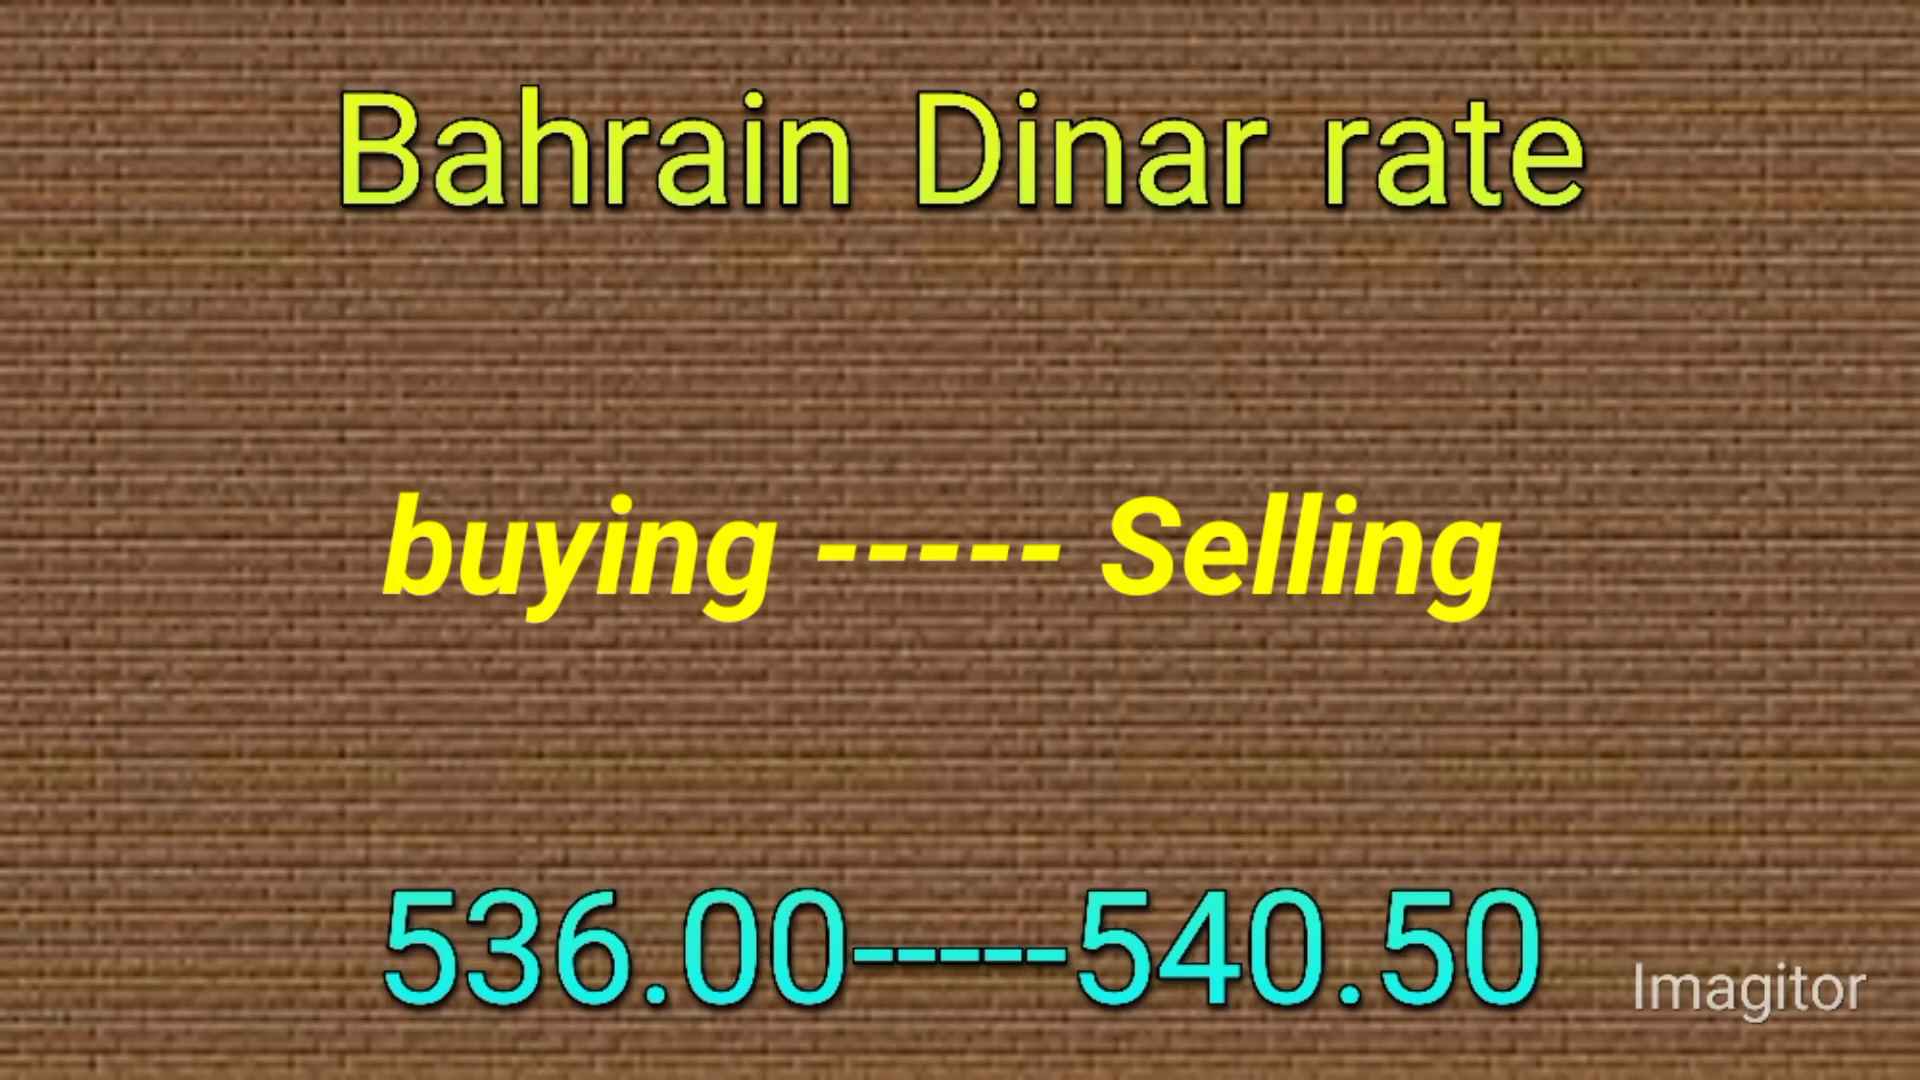 Bahrain Dinar rate
buying ----- Selling
536.00-----540.50
Imagitor